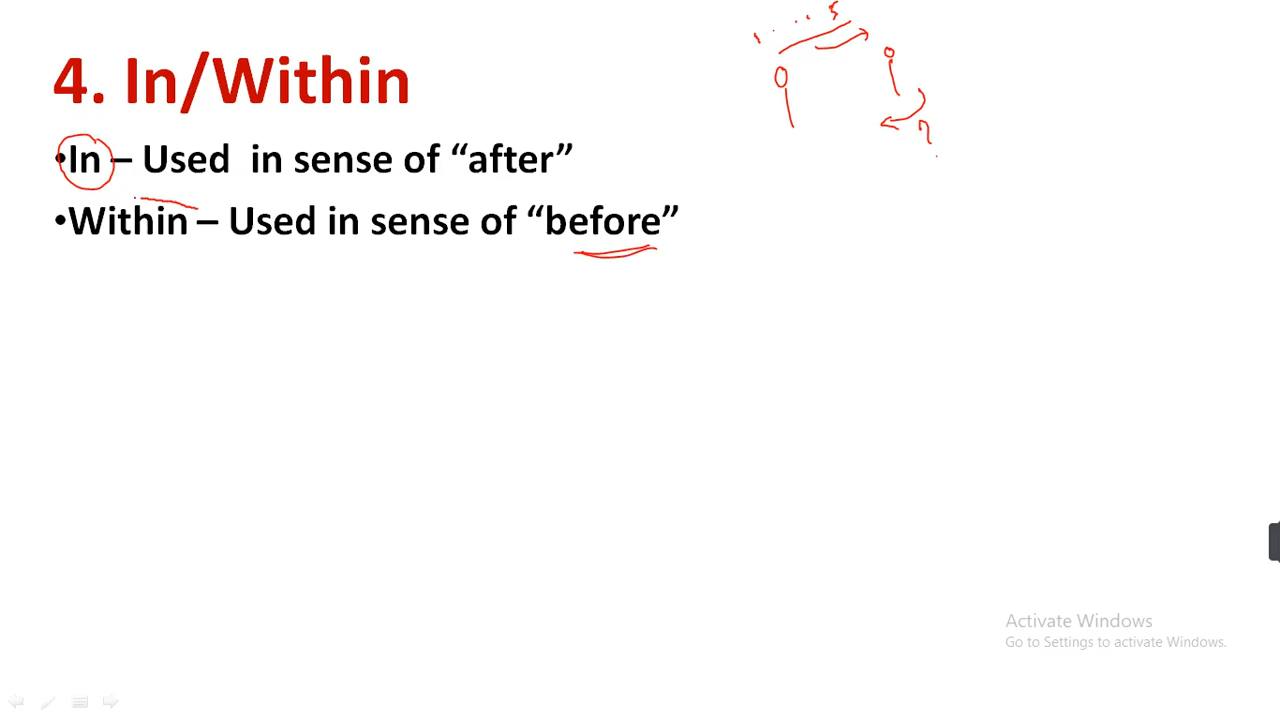 4. In/Within
•In – Used in sense of “after”
•Within – Used in sense of “before”
Activate Windows
Go to Settings to activate Windows.